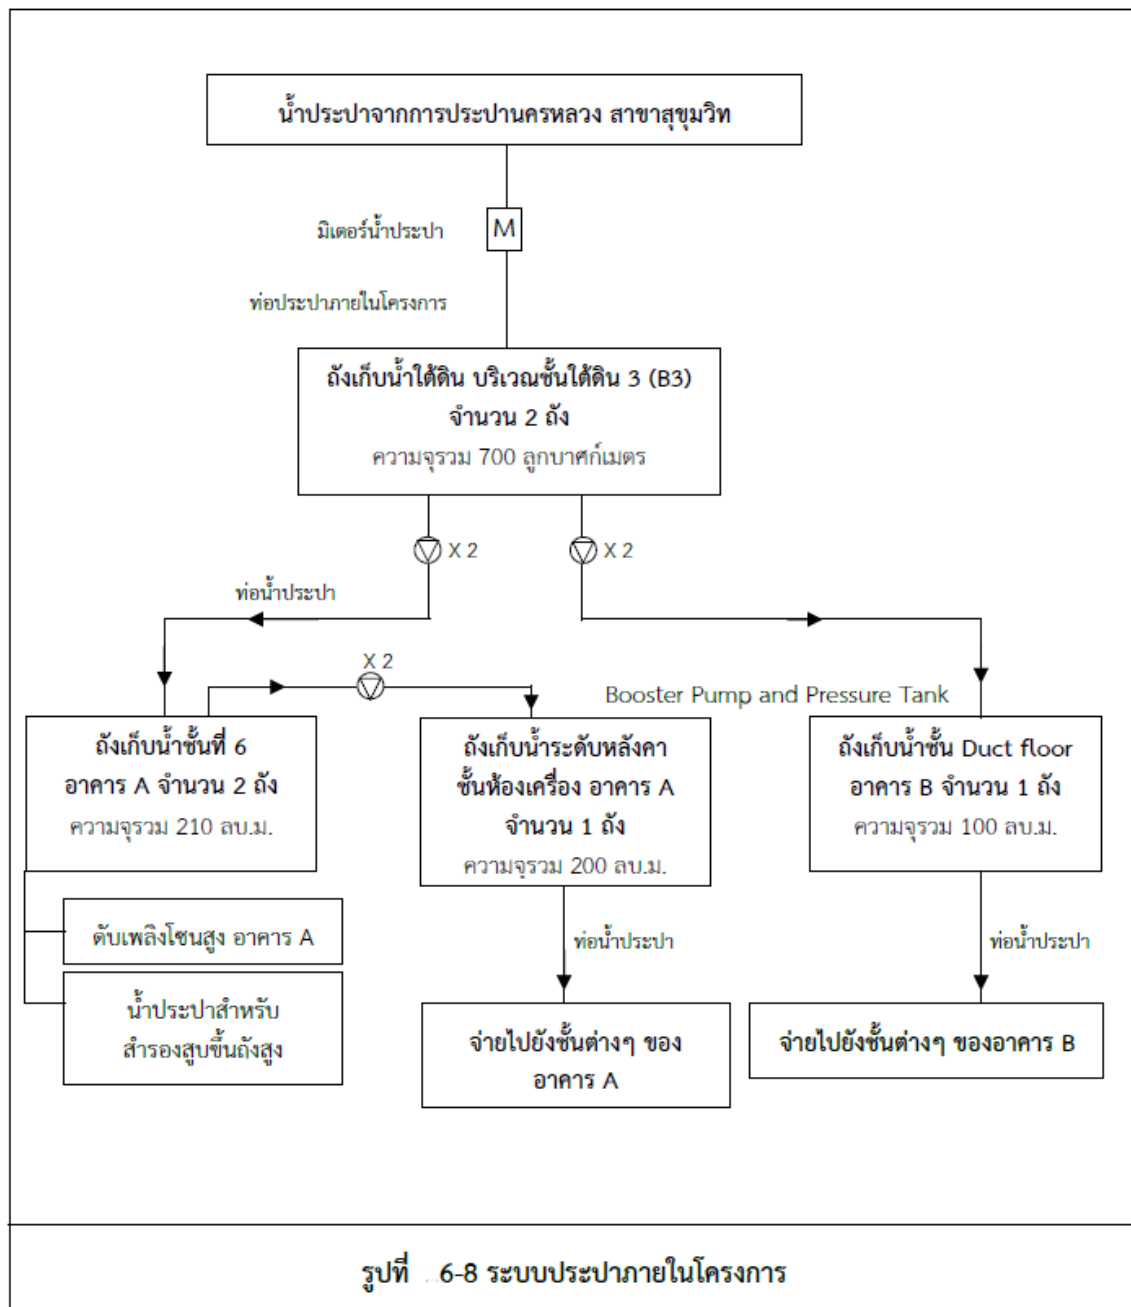 น้ำประปาจากการประปานครหลวง สาขาสุขุมวิท
มิเตอร์น้ำประปา
M
ท่อประปาภายในโครงการ
ถังเก็บน้ำใต้ดิน บริเวณชั้นใต้ดิน 3 (B3)
จำนวน 2 ถัง
ความจุรวม 700 ลูกบาศก์เมตร
X 2
X 2
ท่อน้ำประปา
X 2
Booster Pump and Pressure Tank
ถังเก็บน้ำชั้นที่ 6
อาคาร A จำนวน 2 ถัง
ความจุรวม 210 ลบ.ม.
ถังเก็บน้ำระดับหลังคา
ชั้นห้องเครื่อง อาคาร A
จำนวน 1 ถัง
ความจุรวม 200 ลบ.ม.
ถังเก็บน้ำชั้น Duct floor
อาคาร B จำนวน 1 ถัง
ความจุรวม 100 ลบ.ม.
ดับเพลิงโซนสูง อาคาร A
น้ำประปาสำหรับ
สำรองสูบขึ้นถังสูง
ท่อน้ำประปา
ท่อน้ำประปา
จ่ายไปยังชั้นต่างๆ ของ
อาคาร A
จ่ายไปยังชั้นต่างๆ ของอาคาร B
รูปที่ 6-8 ระบบประปาภายในโครงการ